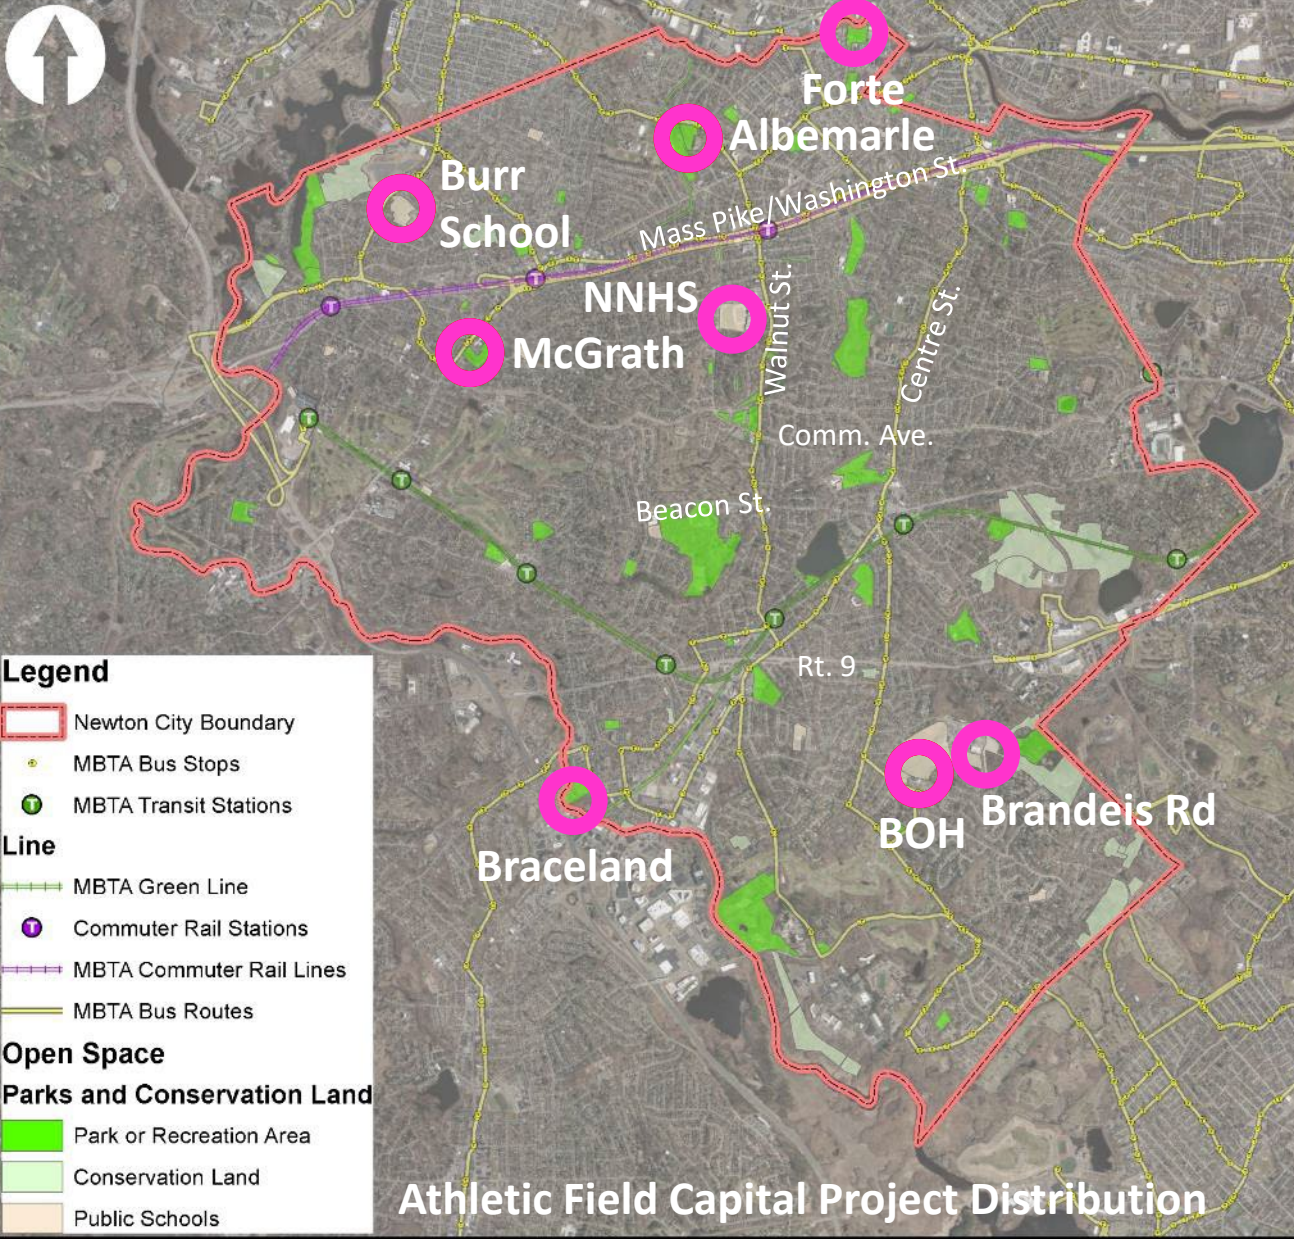 Forte
Albemarle
Burr
School
Mass Pike/Washington St.
NNHS
McGrath
Walnut St.
Centre St.
Comm. Ave.
Beacon St.
Rt. 9
Legend
Newton City Boundary
MBTA Bus Stops
T MBTA Transit Stations
Line
MBTA Green Line
T Commuter Rail Stations
MBTA Commuter Rail Lines
MBTA Bus Routes
Open Space
Parks and Conservation Land
Park or Recreation Area
Conservation Land
Public Schools
Braceland
BOH
Brandeis Rd
Athletic Field Capital Project Distribution